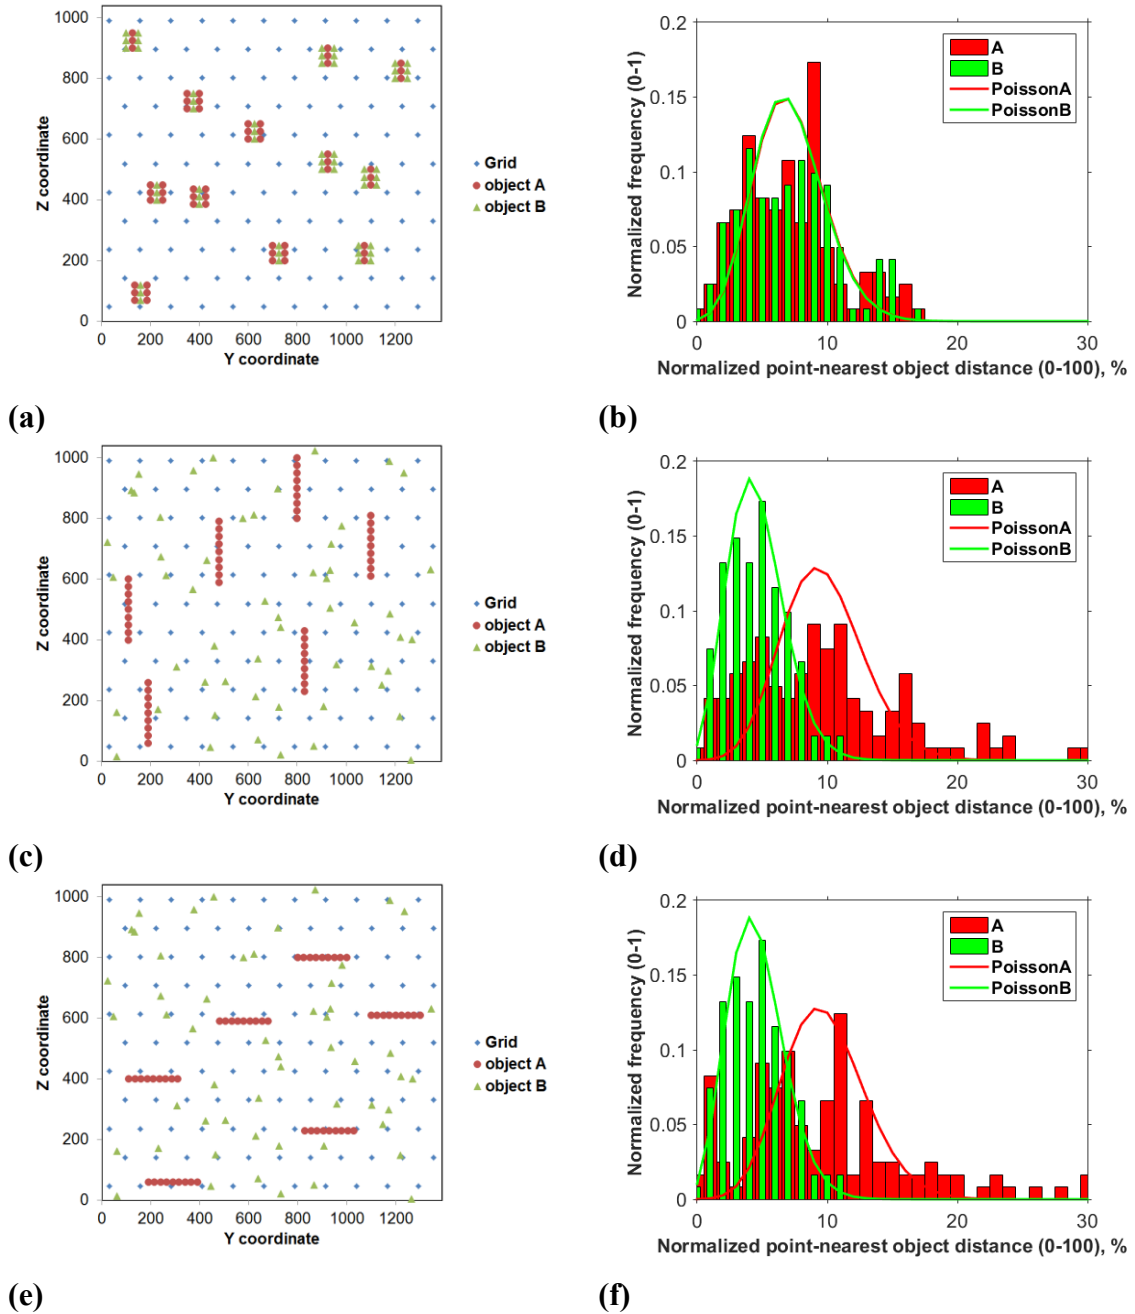 1000
800
600
400
200
0
0 200 400 600 800 1000 1200
Z coordinate
Y coordinate
Grid
object A
object B
(a)
0.2
0.15
0.1
0.05
0
0 10 20 30
Normalized frequency (0-1)
Normalized point-nearest object distance (0-100), %
A
B
PoissonA
PoissonB
(b)
1000
800
600
400
200
0
0 200 400 600 800 1000 1200
Z coordinate
Y coordinate
Grid
object A
object B
(c)
0.2
0.15
0.1
0.05
0
0 10 20 30
Normalized frequency (0-1)
Normalized point-nearest object distance (0-100), %
A
B
PoissonA
PoissonB
(d)
1000
800
600
400
200
0
0 200 400 600 800 1000 1200
Z coordinate
Y coordinate
Grid
object A
object B
(e)
0.2
0.15
0.1
0.05
0
0 10 20 30
Normalized frequency (0-1)
Normalized point-nearest object distance (0-100), %
A
B
PoissonA
PoissonB
(f)